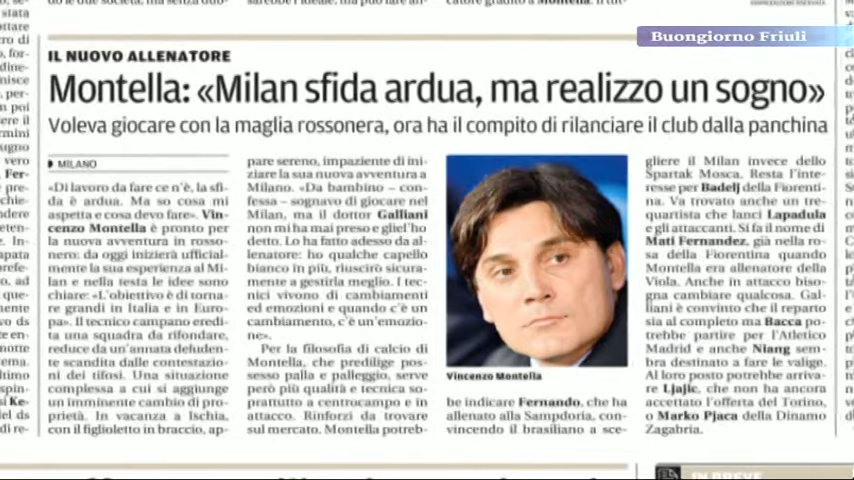 Buongiorno Friuli
IL NUOVO ALLENATORE
Montella: «Milan sfida ardua, ma realizzo un sogno»
Voleva giocare con la maglia rossonera, ora ha il compito di rilanciare il club dalla panchina
MILANO
«Di lavoro da fare ce n'è, la sfi-
da è ardua. Ma so cosa mi
aspetta e cosa devo fare». Vin-
cenzo Montella è pronto per
la nuova avventura in rosso-
nero: da oggi inizierà ufficial-
mente la sua esperienza al Mi-
lan e nella testa le idee sono
chiare: «L'obiettivo è di torna-
re grandi in Italia e in Euro-
pa». Il tecnico campano eredi-
ta una squadra da rifondare,
reduce da un'annata deludente
scandita dalle contestazio-
ni dei tifosi. Una situazione
complessa a cui si aggiunge
un imminente cambio di pro-
prietà. In vacanza a Ischia,
con il figlioletto in braccio, ap-
pare sereno, impaziente di ini-
ziare la sua nuova avventura a
Milano. «Da bambino - con-
fessa - sognavo di giocare nel
Milan, ma il dottor Galliani
non mi ha mai preso e gliel'ho
detto. Lo ha fatto adesso da al-
lenatore: ho qualche capello
bianco in più, riuscirò sicura-
mente a gestirla meglio. I tec-
nici vivono di cambiamenti
ed emozioni e quando c'è un
cambiamento, c'è un'emozio-
ne».
Per la filosofia di calcio di
Montella, che predilige pos-
sesso palla e palleggio, serve
però più qualità e tecnica so-
prattutto a centrocampo e in
attacco. Rinforzi da trovare
sul mercato. Montella potreb-
Vincenzo Montella
be indicare Fernando, che ha
allenato alla Sampdoria, con-
vincendo il brasiliano a sce-
gliere il Milan invece dello
Spartak Mosca. Resta l'inte-
resse per Badelj della Fiorenti-
na. Va trovato anche un tre-
quartista che lanci Lapadula
e gli attaccanti. Si fa il nome di
Mati Fernandez, già nella ro-
sa della Fiorentina quando
Montella era allenatore della
Viola. Anche in attacco biso-
gna cambiare qualcosa. Gal-
liani è convinto che il reparto
sia al completo ma Bacca po-
trebbe partire per l'Atletico
Madrid e anche Niang sem-
bra destinato a fare le valige.
Al loro posto potrebbe arriva-
re Ljajic, che non ha ancora
accettato l'offerta del Torino,
o Marko Pjaca della Dinamo
Zagabria.
IN BREVE